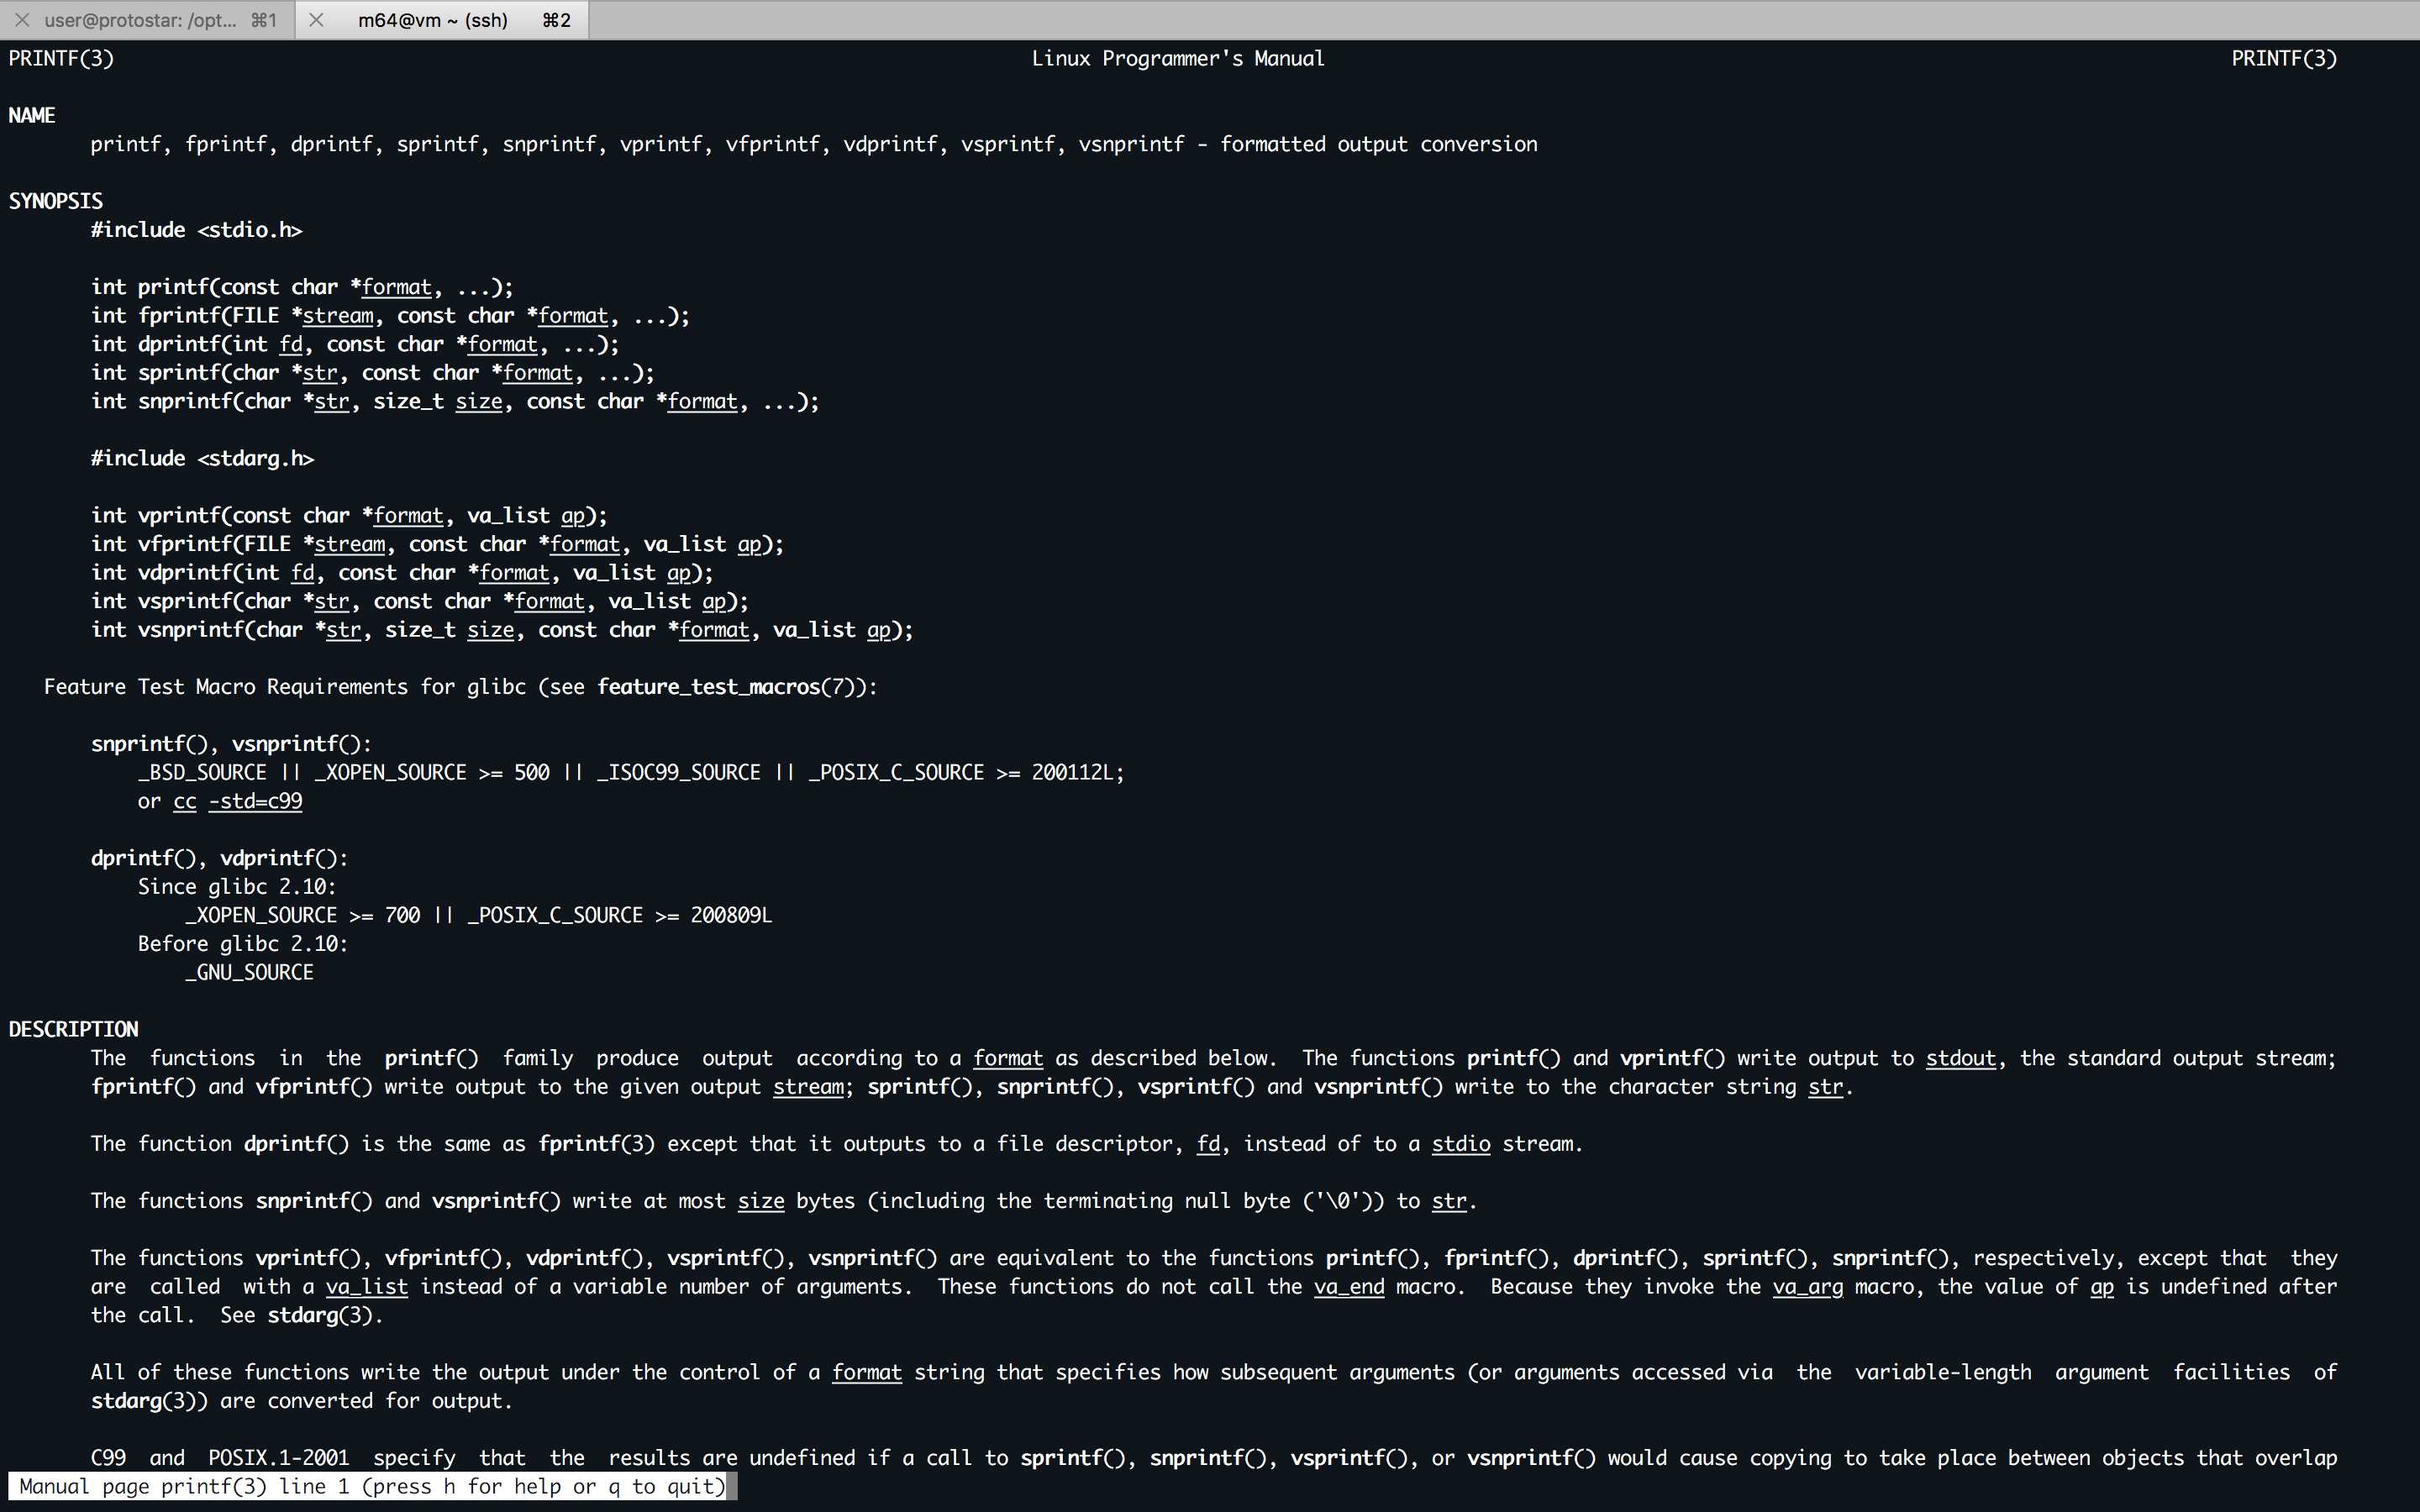 user@protostar: /opt... ⌘1 m64@vm ~ (ssh) ⌘2
PRINTF(3) Linux Programmer's Manual PRINTF(3)
NAME
printf, fprintf, dprintf, sprintf, snprintf, vprintf, vfprintf, vdprintf, vsprintf, vsnprintf - formatted output conversion
SYNOPSIS
#include <stdio.h>
int printf(const char *format, ...);
int fprintf(FILE *stream, const char *format, ...);
int dprintf(int fd, const char *format, ...);
int sprintf(char *str, const char *format, ...);
int snprintf(char *str, size_t size, const char *format, ...);
#include <stdarg.h>
int vprintf(const char *format, va_list ap);
int vfprintf(FILE *stream, const char *format, va_list ap);
int vdprintf(int fd, const char *format, va_list ap);
int vsprintf(char *str, const char *format, va_list ap);
int vsnprintf(char *str, size_t size, const char *format, va_list ap);
Feature Test Macro Requirements for glibc (see feature_test_macros(7)):
snprintf(), vsnprintf():
_BSD_SOURCE || _XOPEN_SOURCE >= 500 || _ISOC99_SOURCE || _POSIX_C_SOURCE >= 200112L;
or cc -std=c99
dprintf(), vdprintf():
Since glibc 2.10:
_XOPEN_SOURCE >= 700 || _POSIX_C_SOURCE >= 200809L
Before glibc 2.10:
_GNU_SOURCE
DESCRIPTION
The functions in the printf() family produce output according to a format as described below. The functions printf() and vprintf() write output to stdout, the standard output stream;
fprintf() and vfprintf() write output to the given output stream; sprintf(), snprintf(), vsprintf() and vsnprintf() write to the character string str.
The function dprintf() is the same as fprintf(3) except that it outputs to a file descriptor, fd, instead of to a stdio stream.
The functions snprintf() and vsnprintf() write at most size bytes (including the terminating null byte ('\0')) to str.
The functions vprintf(), vfprintf(), vdprintf(), vsprintf(), vsnprintf() are equivalent to the functions printf(), fprintf(), dprintf(), sprintf(), snprintf(), respectively, except that they
are called with a va_list instead of a variable number of arguments. These functions do not call the va_end macro. Because they invoke the va_arg macro, the value of ap is undefined after
the call. See stdarg(3).
All of these functions write the output under the control of a format string that specifies how subsequent arguments (or arguments accessed via the variable-length argument facilities of
stdarg(3)) are converted for output.
C99 and POSIX.1-2001 specify that the results are undefined if a call to sprintf(), snprintf(), vsprintf(), or vsnprintf() would cause copying to take place between objects that overlap
Manual page printf(3) line 1 (press h for help or q to quit)